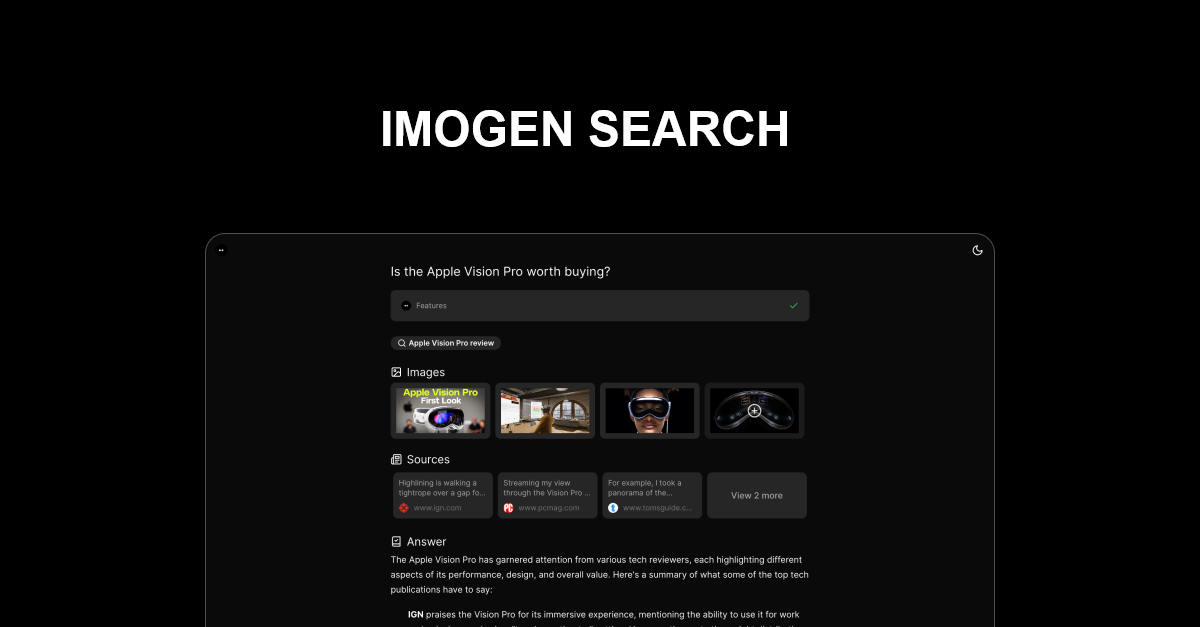 IMOGEN SEARCH
Is the Apple Vision Pro worth buying?
Features
Apple Vision Pro review
Images
Apple Vision Pro
First Look
Sources
Highlining is walking a
tightrope over a gap fo...
www.ign.com
Streaming my view
through the Vision Pro ...
PC
www.pcmag.com
For example, I took a
panorama of the...
www.tomsguide.c...
View 2 more
Answer
The Apple Vision Pro has garnered attention from various tech reviewers, each highlighting different
aspects of its performance, design, and overall value. Here's a summary of what some of the top tech
publications have to say:
IGN praises the Vision Pro for its immersive experience, mentioning the ability to use it for work